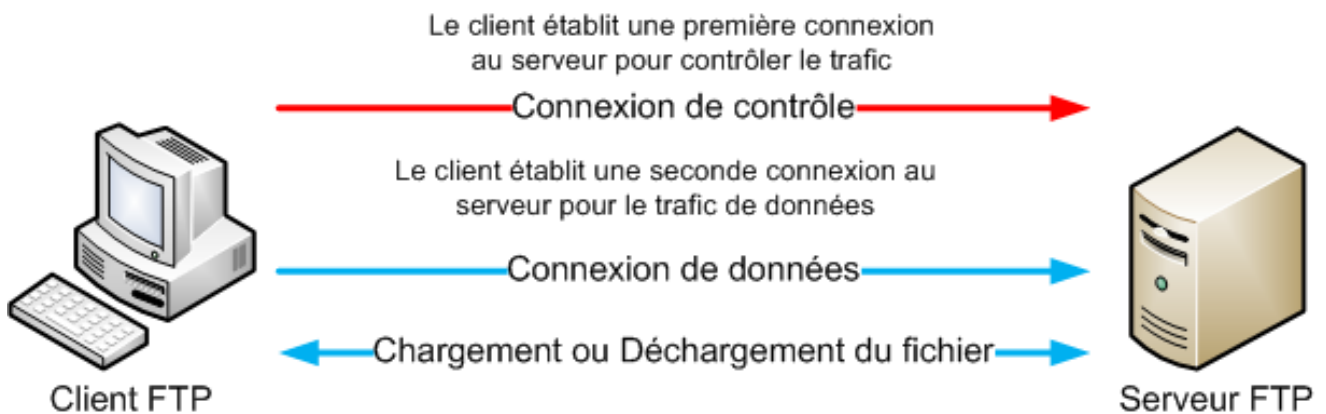 Le client établit une première connexion
au serveur pour contrôler le trafic
Connexion de contrôle
Le client établit une seconde connexion au
serveur pour le trafic de données
Connexion de données
Chargement ou Déchargement du fichier
Client FTP
Serveur FTP